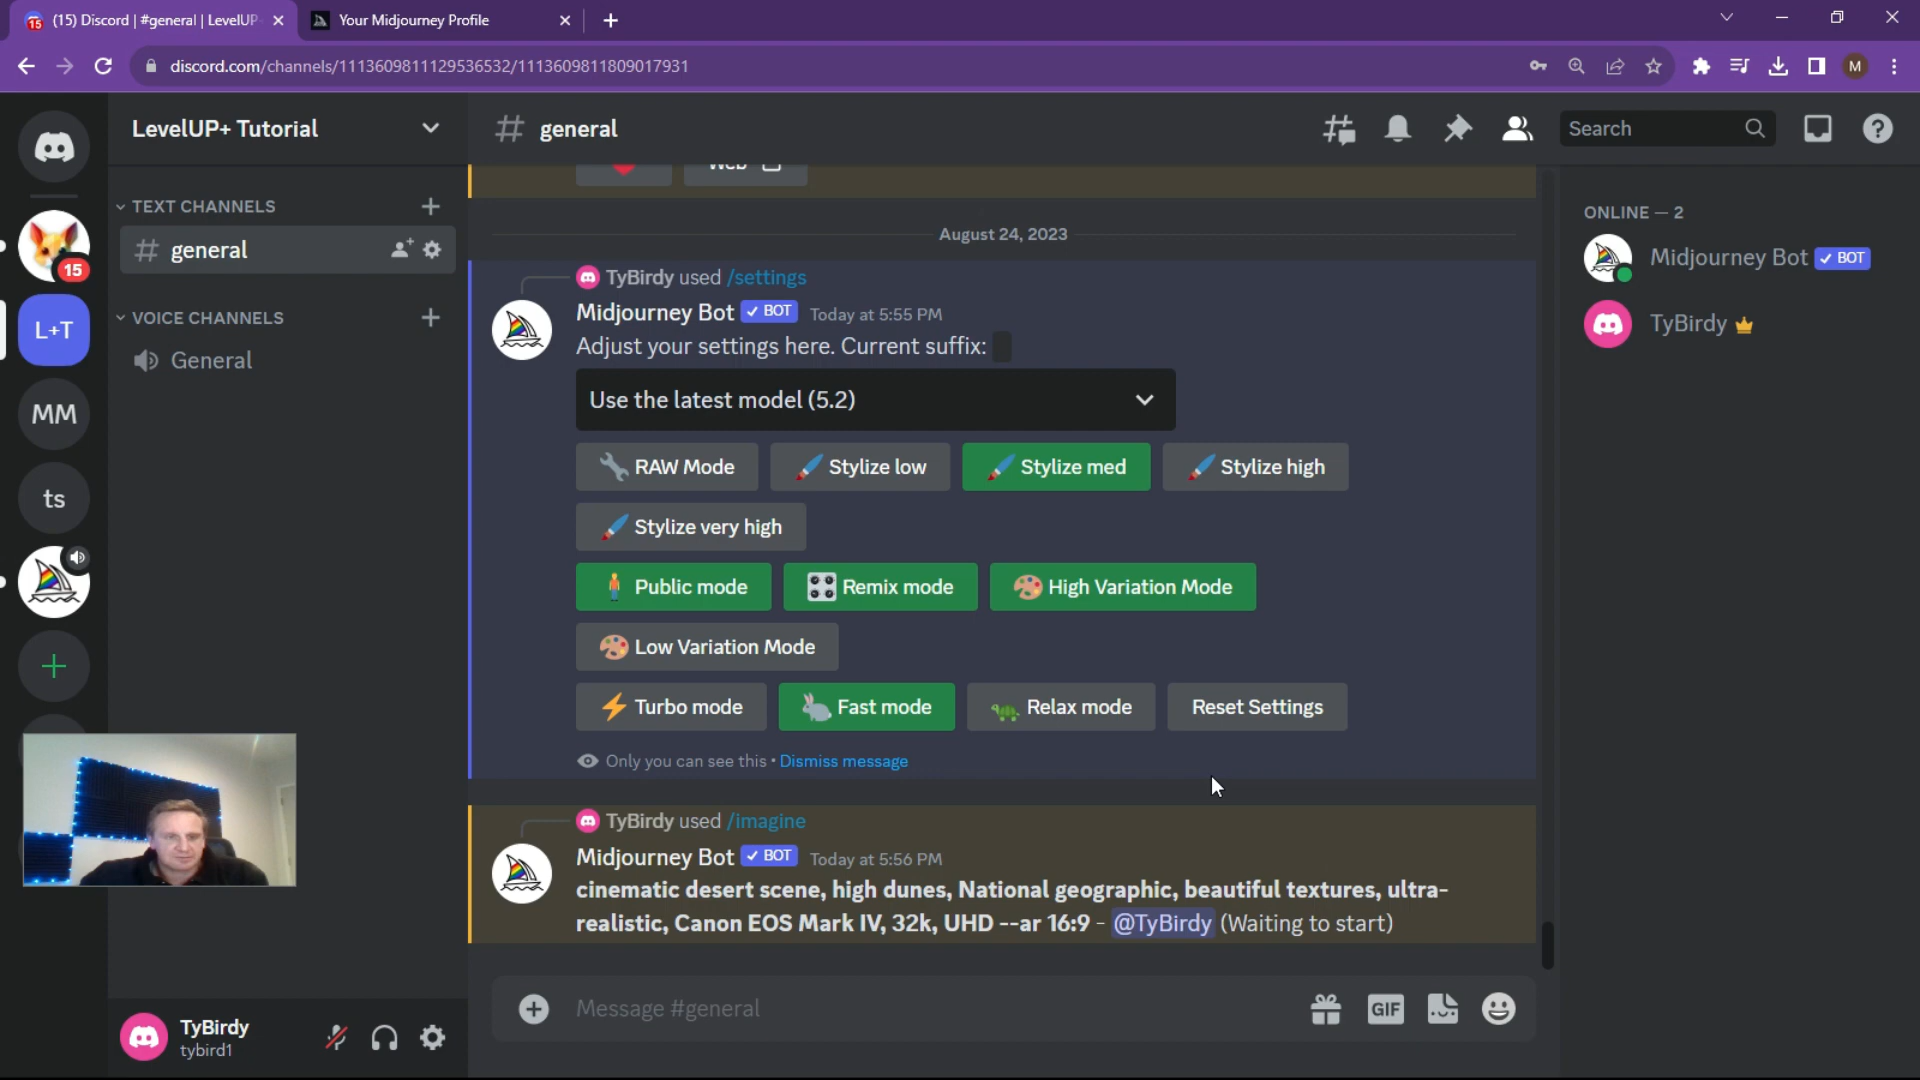 (15) Discord | #general | LevelUP
Your Midjourney Profile
discord.com/channels/1113609811129536532/1113609811809017931
M
LevelUP+ Tutorial
TEXT CHANNELS
general
VOICE CHANNELS
General
15
L+T
MM
ts
TyBirdy
tybird1
general
Search
Web
August 24, 2023
TyBirdy used /settings
Midjourney Bot BOT Today at 5:55 PM
Adjust your settings here. Current suffix:
Use the latest model (5.2)
RAW Mode Stylize low Stylize med Stylize high
Stylize very high
Public mode Remix mode High Variation Mode
Low Variation Mode
Turbo mode Fast mode Relax mode Reset Settings
Only you can see this • Dismiss message
TyBirdy used /imagine
Midjourney Bot BOT Today at 5:56 PM
cinematic desert scene, high dunes, National geographic, beautiful textures, ultra-
realistic, Canon EOS Mark IV, 32k, UHD --ar 16:9 - @TyBirdy (Waiting to start)
Message #general
GIF
ONLINE — 2
Midjourney Bot BOT
TyBirdy